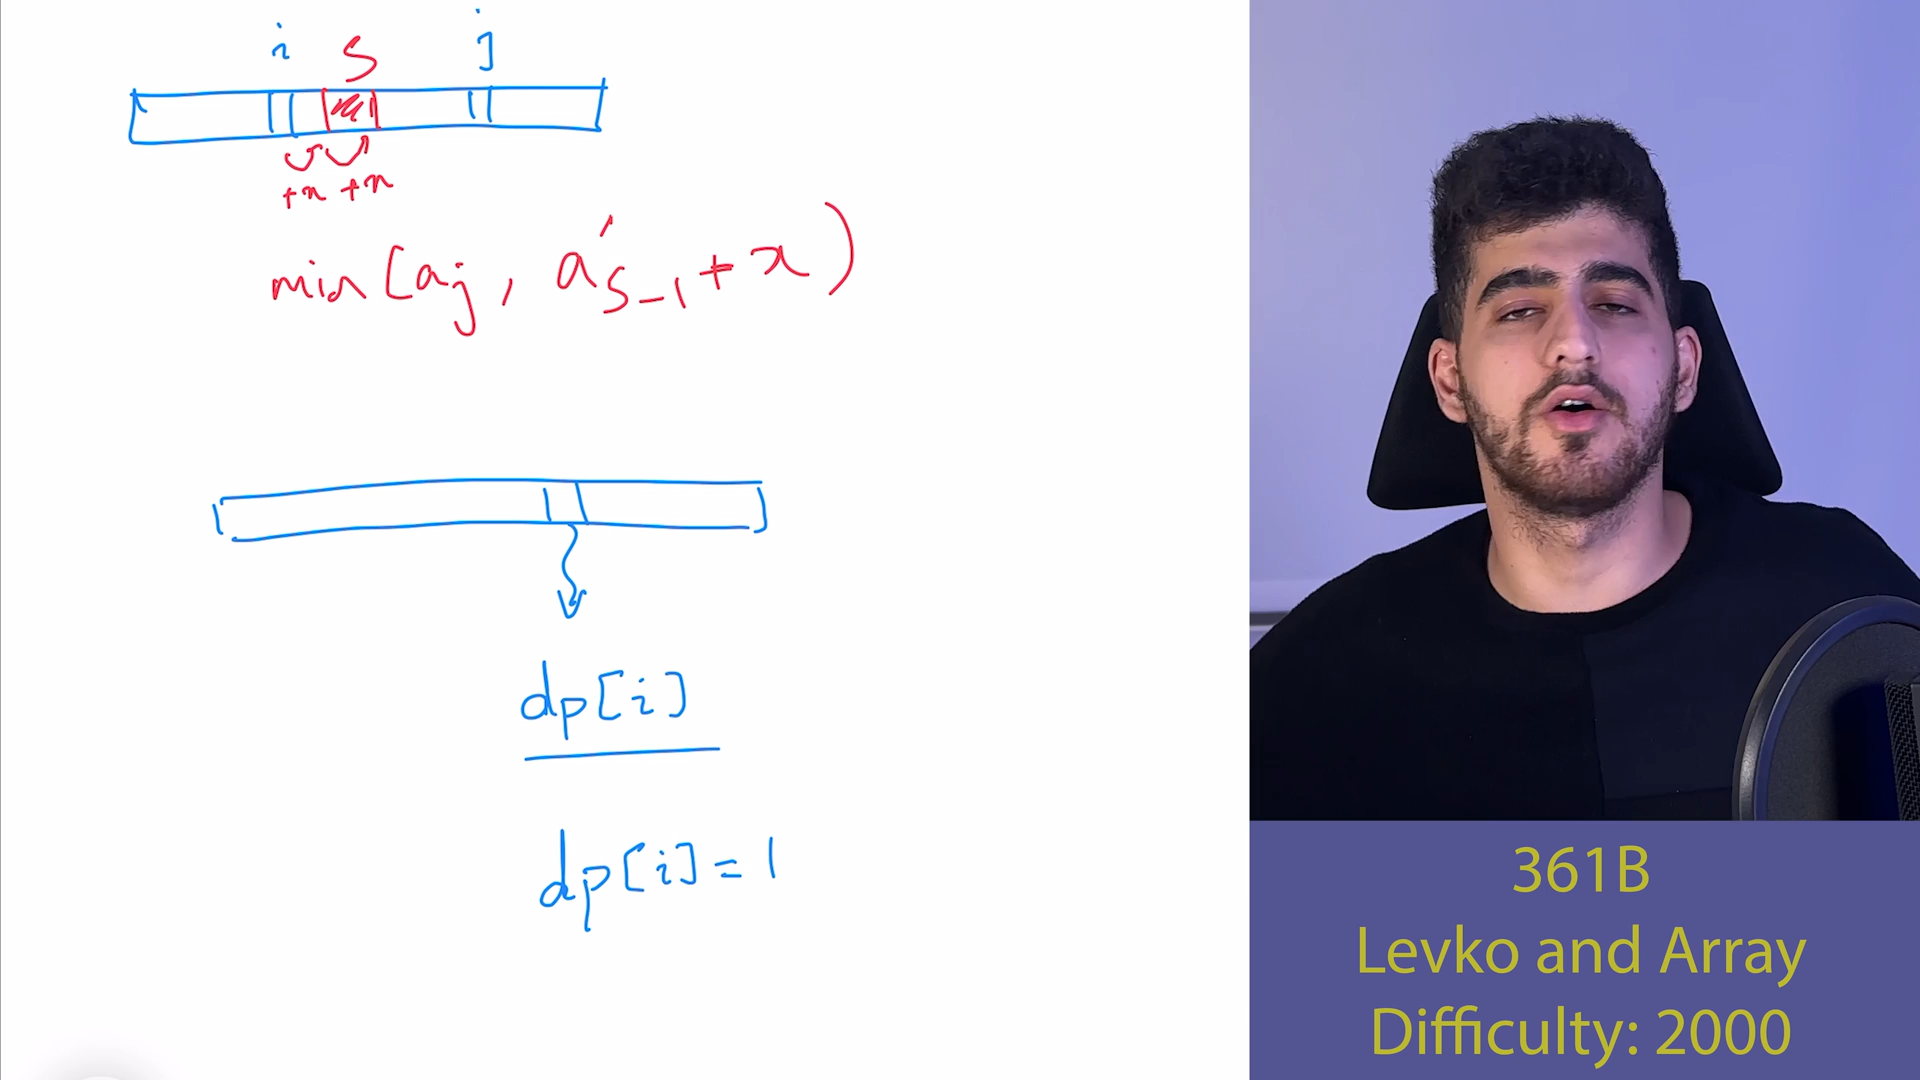 i S j
+x +x
min(aj, a's-1 + x)
dp[i]
dp[i] = 1
361B
Levko and Array
Difficulty: 2000